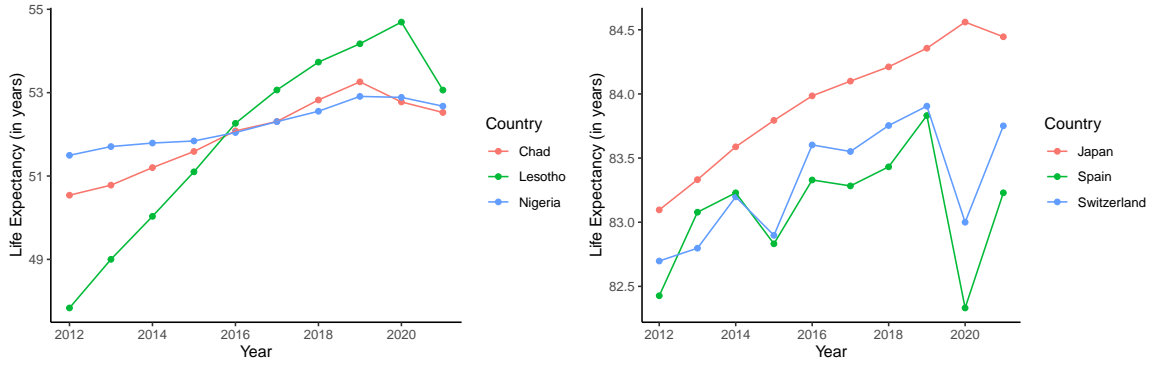 55
53
51
49
2012 2014 2016 2018 2020
Year
Life Expectancy (in years)
Country
Chad
Lesotho
Nigeria
84.5
84.0
83.5
83.0
82.5
2012 2014 2016 2018 2020
Year
Life Expectancy (in years)
Country
Japan
Spain
Switzerland